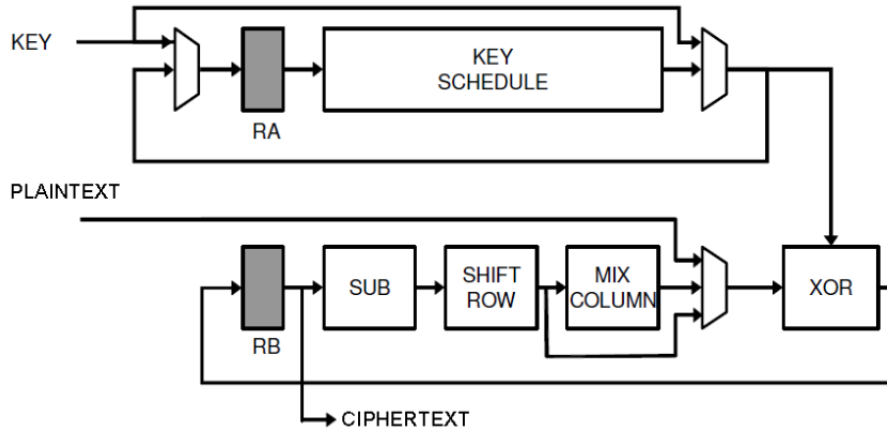 KEY
KEY
SCHEDULE
RA
PLAINTEXT
SUB
SHIFT
ROW
MIX
COLUMN
XOR
RB
CIPHERTEXT